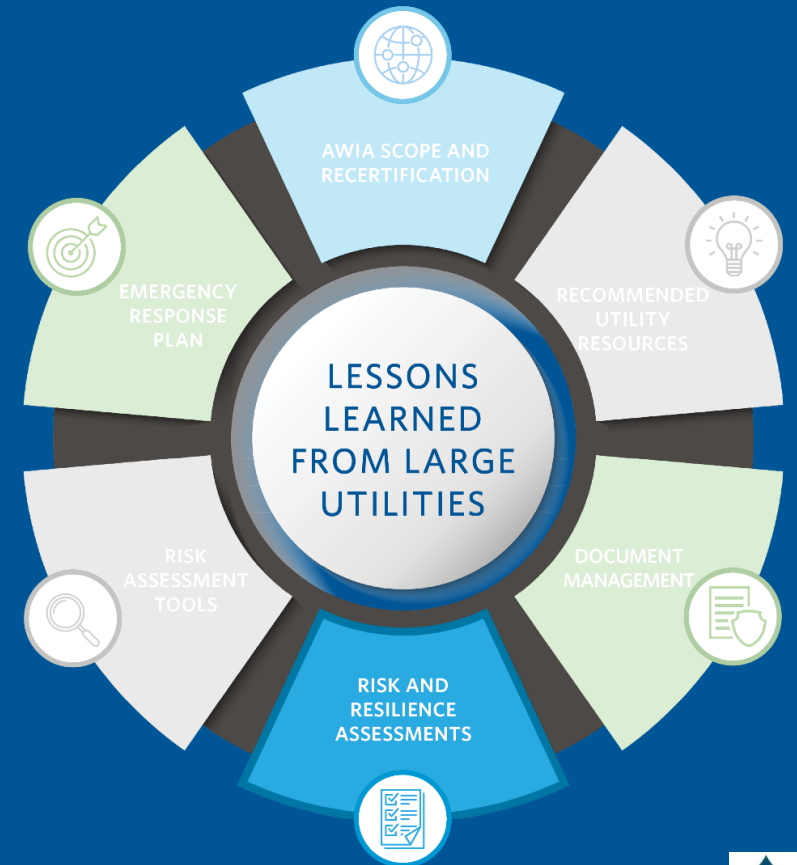 AWIA SCOPE AND
RECERTIFICATION
RECOMMENDED
UTILITY
RESOURCES
DOCUMENT
MANAGEMENT
RISK AND
RESILIENCE
ASSESSMENTS
RISK
ASSESSMENT
TOOLS
EMERGENCY
RESPONSE
PLAN
LESSONS
LEARNED
FROM LARGE
UTILITIES